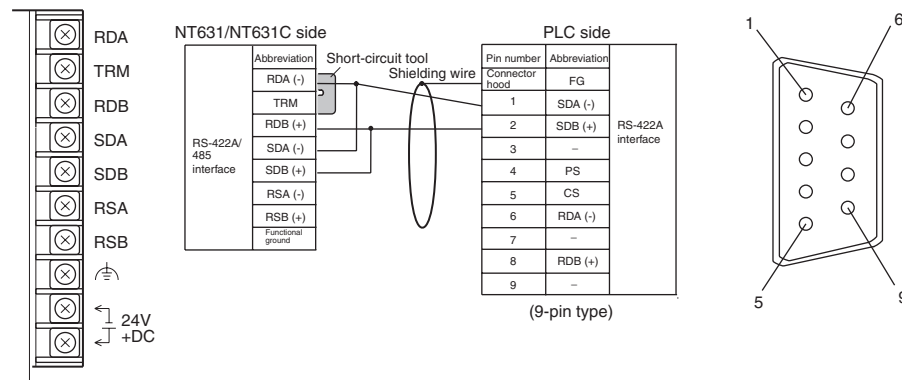 RDA
TRM
RDB
SDA
SDB
RSA
RSB
24V
+DC
NT631/NT631C side
Abbreviation
RDA (-)
TRM
RDB (+)
SDA (-)
SDB (+)
RSA (-)
RSB (+)
Functional
ground
RS-422A/
485
interface
Short-circuit tool
Shielding wire
PLC side
Pin number Abbreviation
Connector
hood FG
1 SDA (-)
2 SDB (+)
3 –
4 PS
5 CS
6 RDA (-)
7 –
8 RDB (+)
9 –
RS-422A
interface
(9-pin type)
1
6
5
9